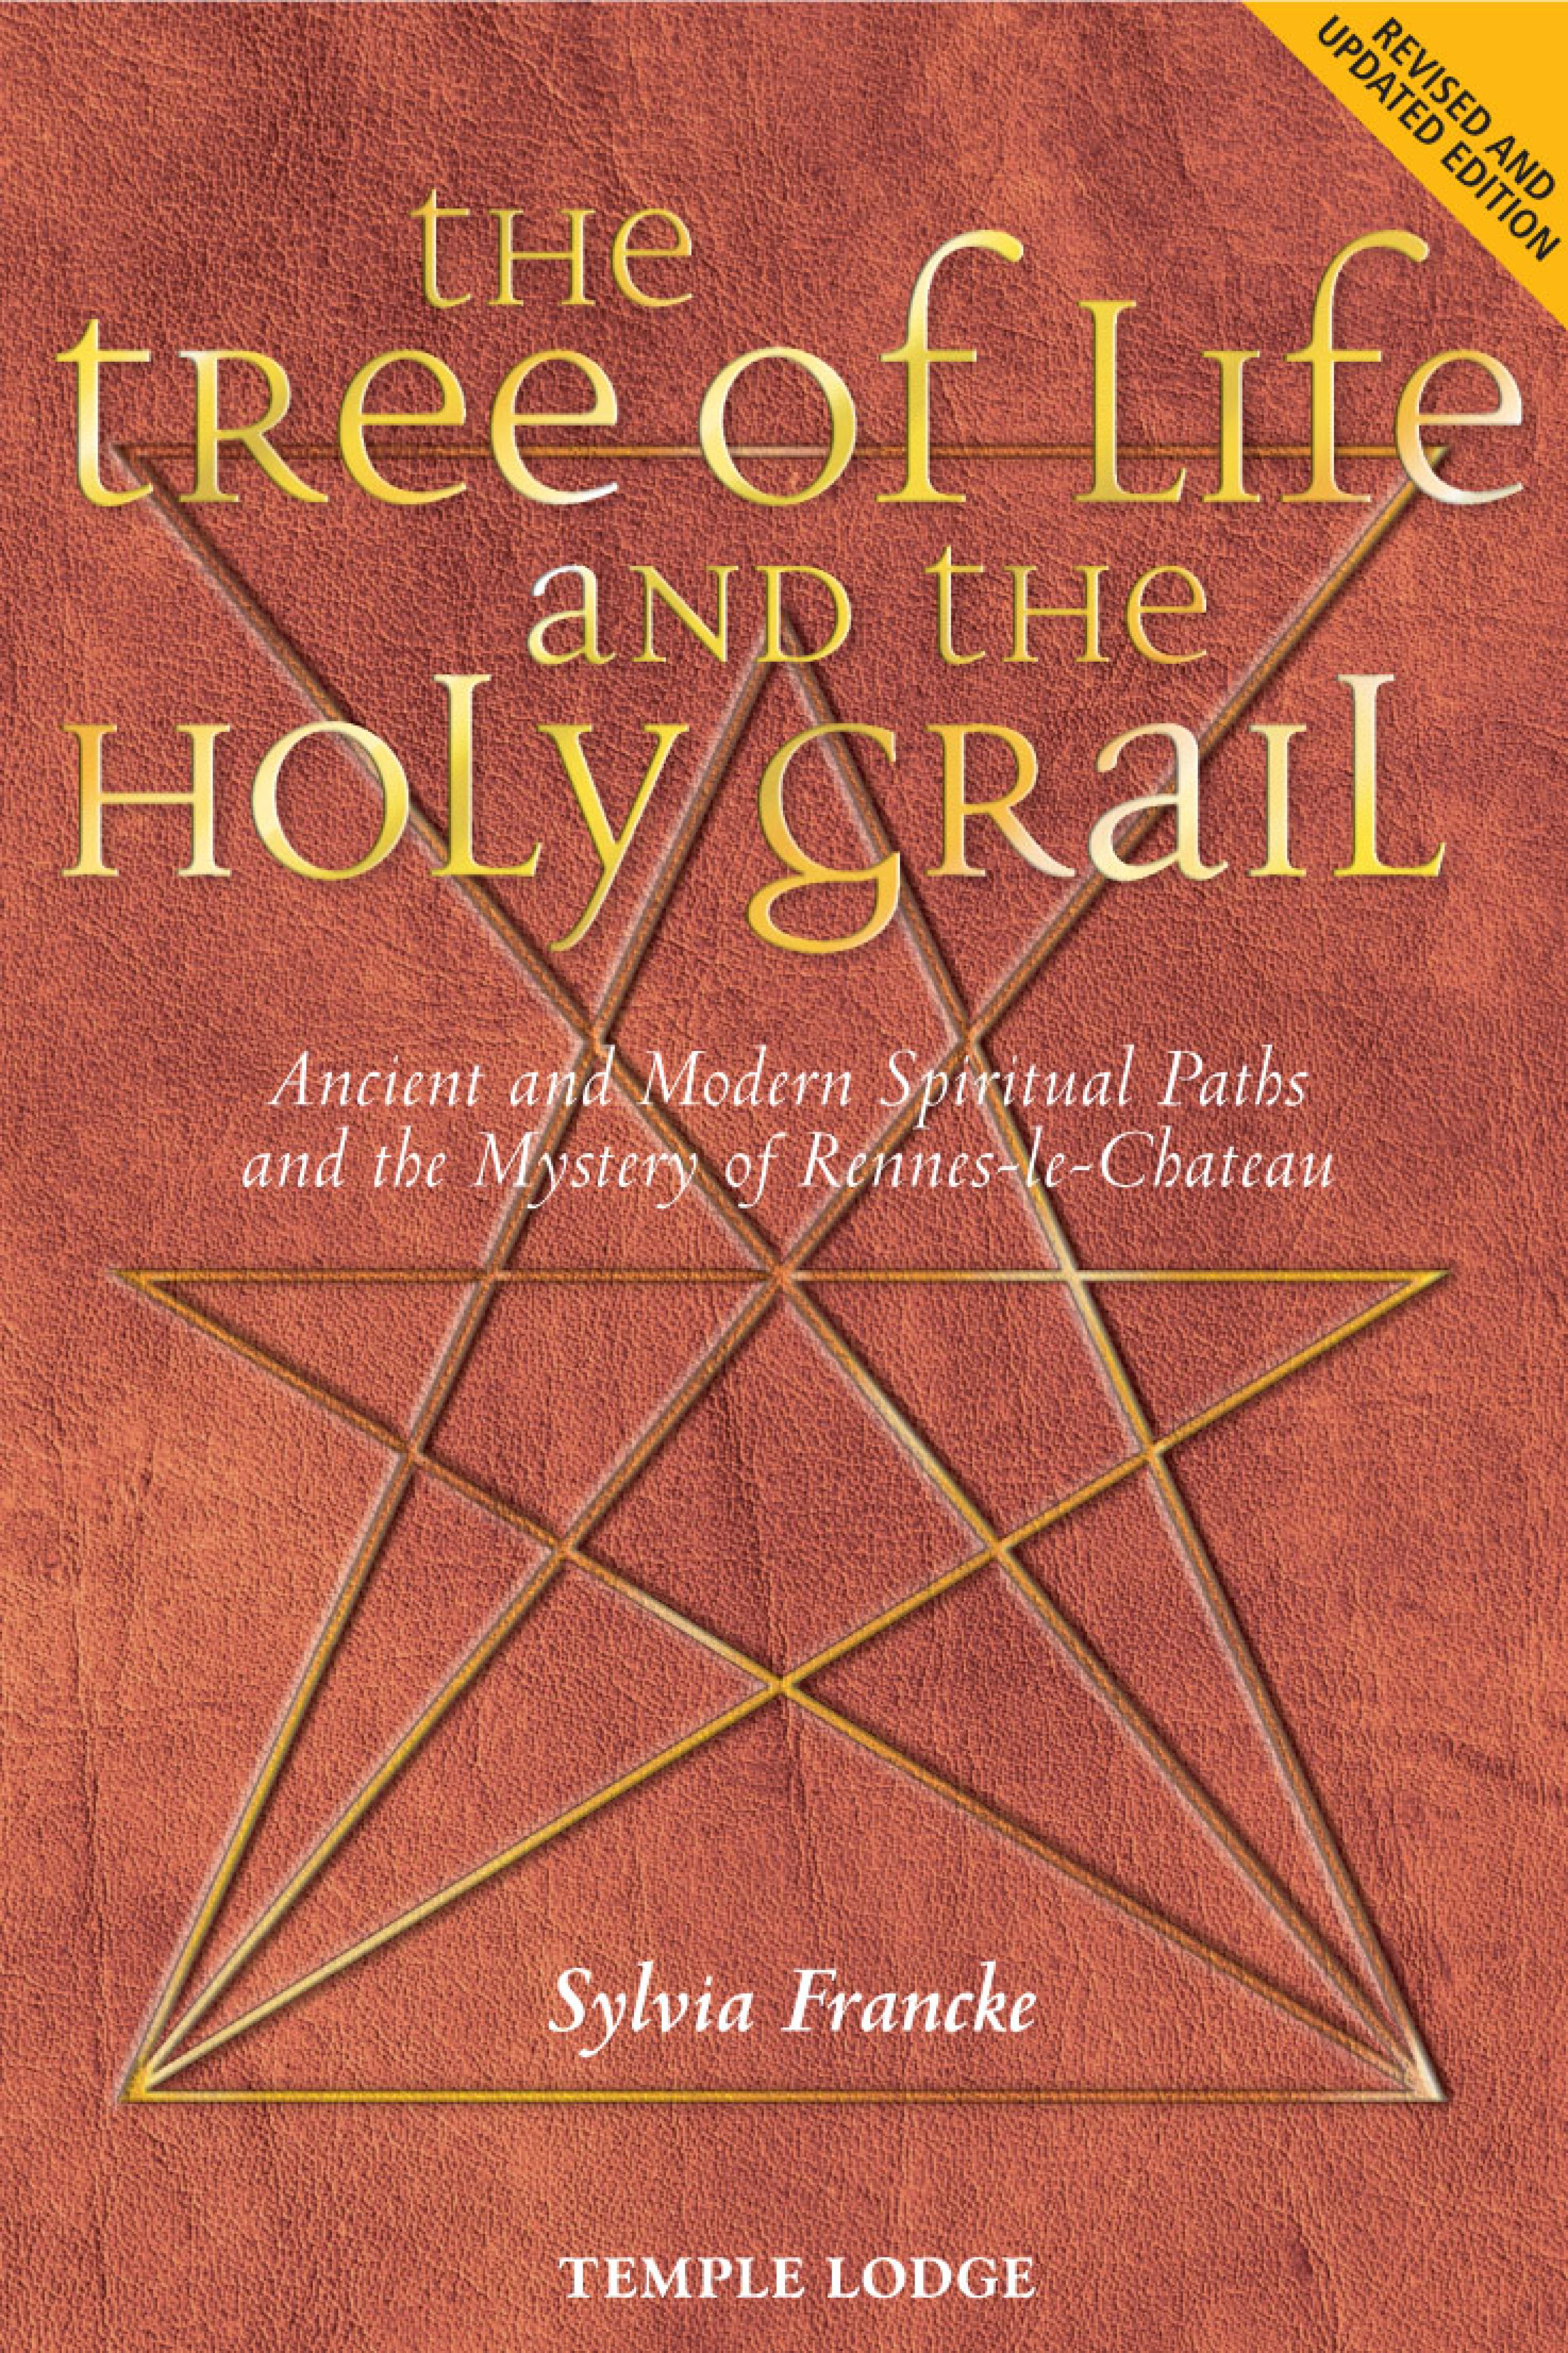 REVISED AND
UPDATED EDITION
tHe
tRee of Life
aND tHe
HoLy gRaiL
Ancient and Modern Spiritual Paths
and the Mystery of Rennes-le-Chateau
Sylvia Francke
TEMPLE LODGE